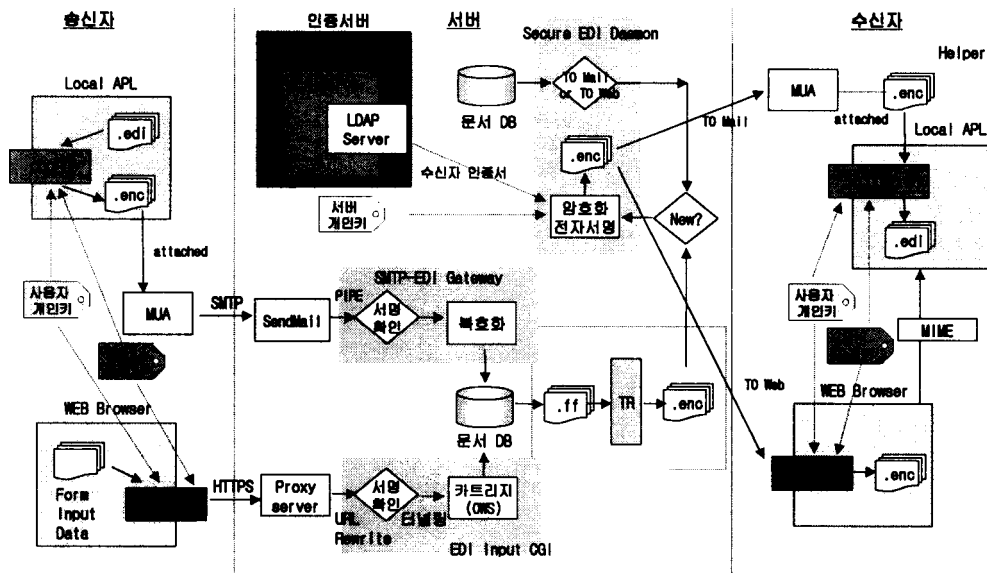 송신자
인증서버
서버
수신자
Secure EDI Daemon
Helper
Local APL
TO Mail
or TO Web
MUA
.enc
attached
.edi
LDAP
Server
문서 DB
TO Mail
Local APL
.enc
.enc
수신자 인증서
서버
개인키
암호화
전자서명
New?
.edi
attached
SMTP-EDI Gateway
사용자
개인키
사용자
개인키
MUA
SMTP
SendMail
PIPE
서명
확인
복호화
MIME
TO Web
WEB Browser
WEB Browser
문서 DB
.ff
TR
.enc
Form
Input
Data
HTTPS
Proxy
server
URL
Rewrite
서명
확인
터널링
카트리지
(OWS)
.enc
EDI Input CGI